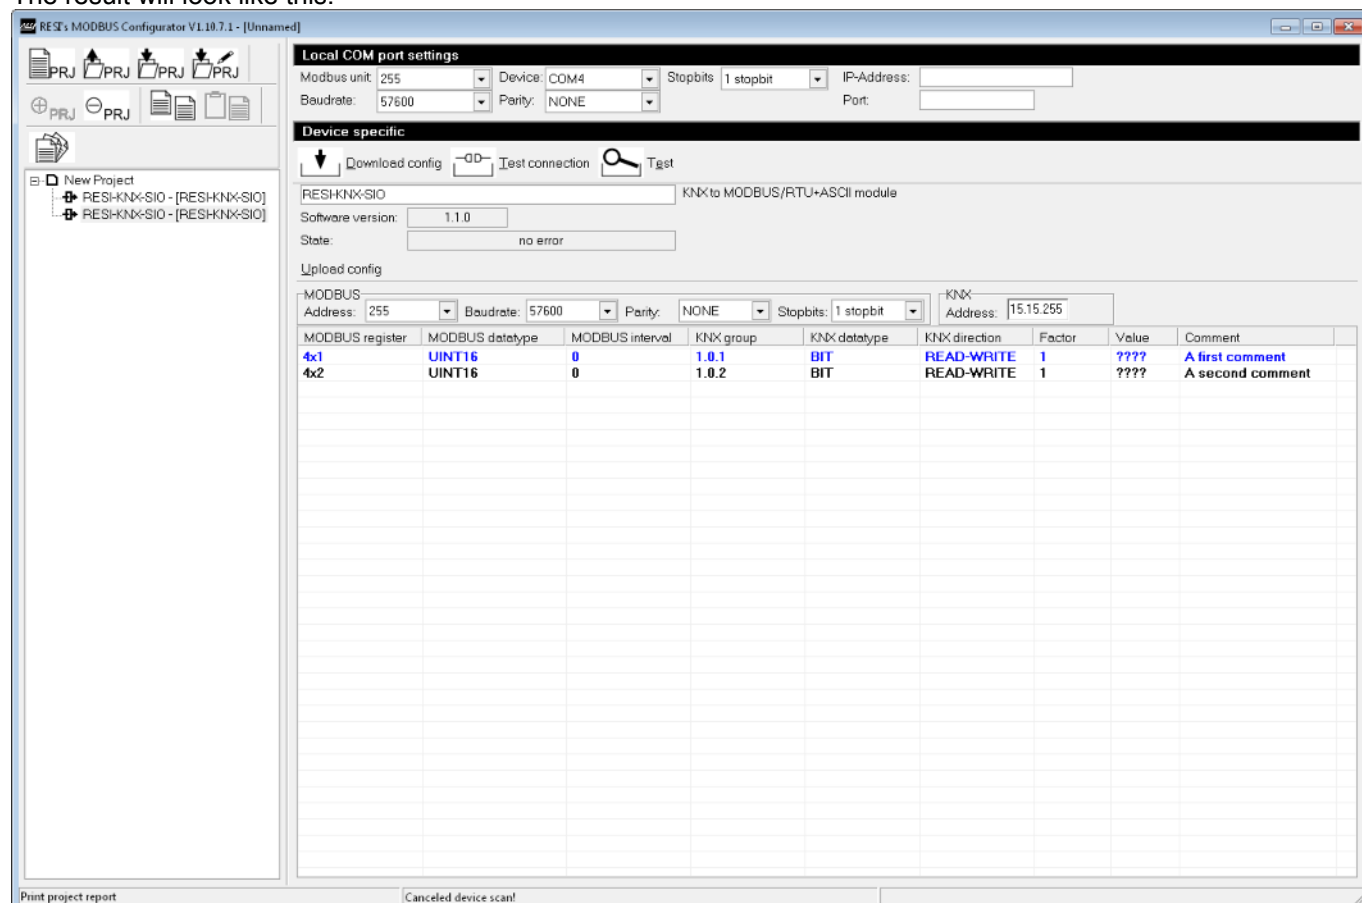 The result will look like this:
RESI's MODBUS Configurator V1.10.7.1 - [Unnamed]
PRJ PRJ PRJ PRJ
PRJ PRJ
New Project
RESI-KNX-SIO - [RESI-KNX-SIO]
RESI-KNX-SIO - [RESI-KNX-SIO]
Local COM port settings
Modbus unit: 255 Device: COM4 Stopbits 1 stopbit IP-Address:
Baudrate: 57600 Parity: NONE Port:
Device specific
Download config Test connection Test
RESI-KNX-SIO KNX to MODBUS/RTU+ASCII module
Software version: 1.1.0
State: no error
Upload config
MODBUS KNX
Address: 255 Baudrate: 57600 Parity: NONE Stopbits: 1 stopbit Address: 15.15.255
MODBUS register MODBUS datatype MODBUS interval KNX group KNX datatype KNX direction Factor Value Comment
4x1 UINT16 0 1.0.1 BIT READ-WRITE 1 ???? A first comment
4x2 UINT16 0 1.0.2 BIT READ-WRITE 1 ???? A second comment
Print project report Canceled device scan!